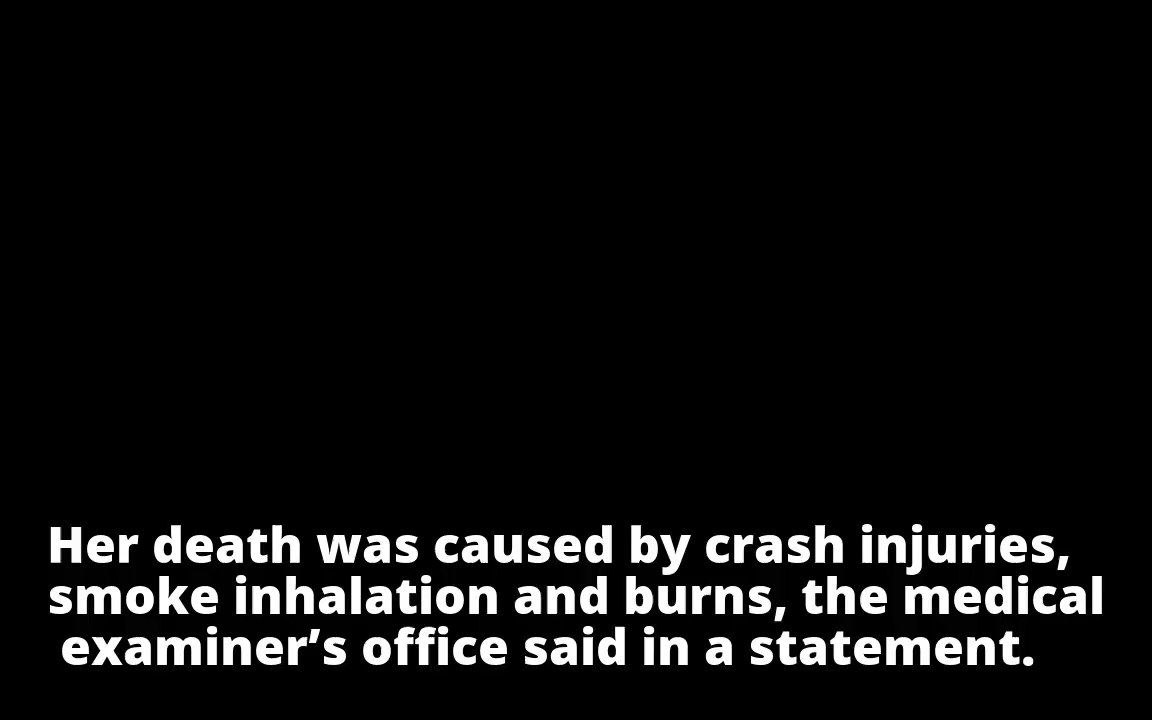 Her death was caused by crash injuries,
smoke inhalation and burns, the medical
examiner’s office said in a statement.